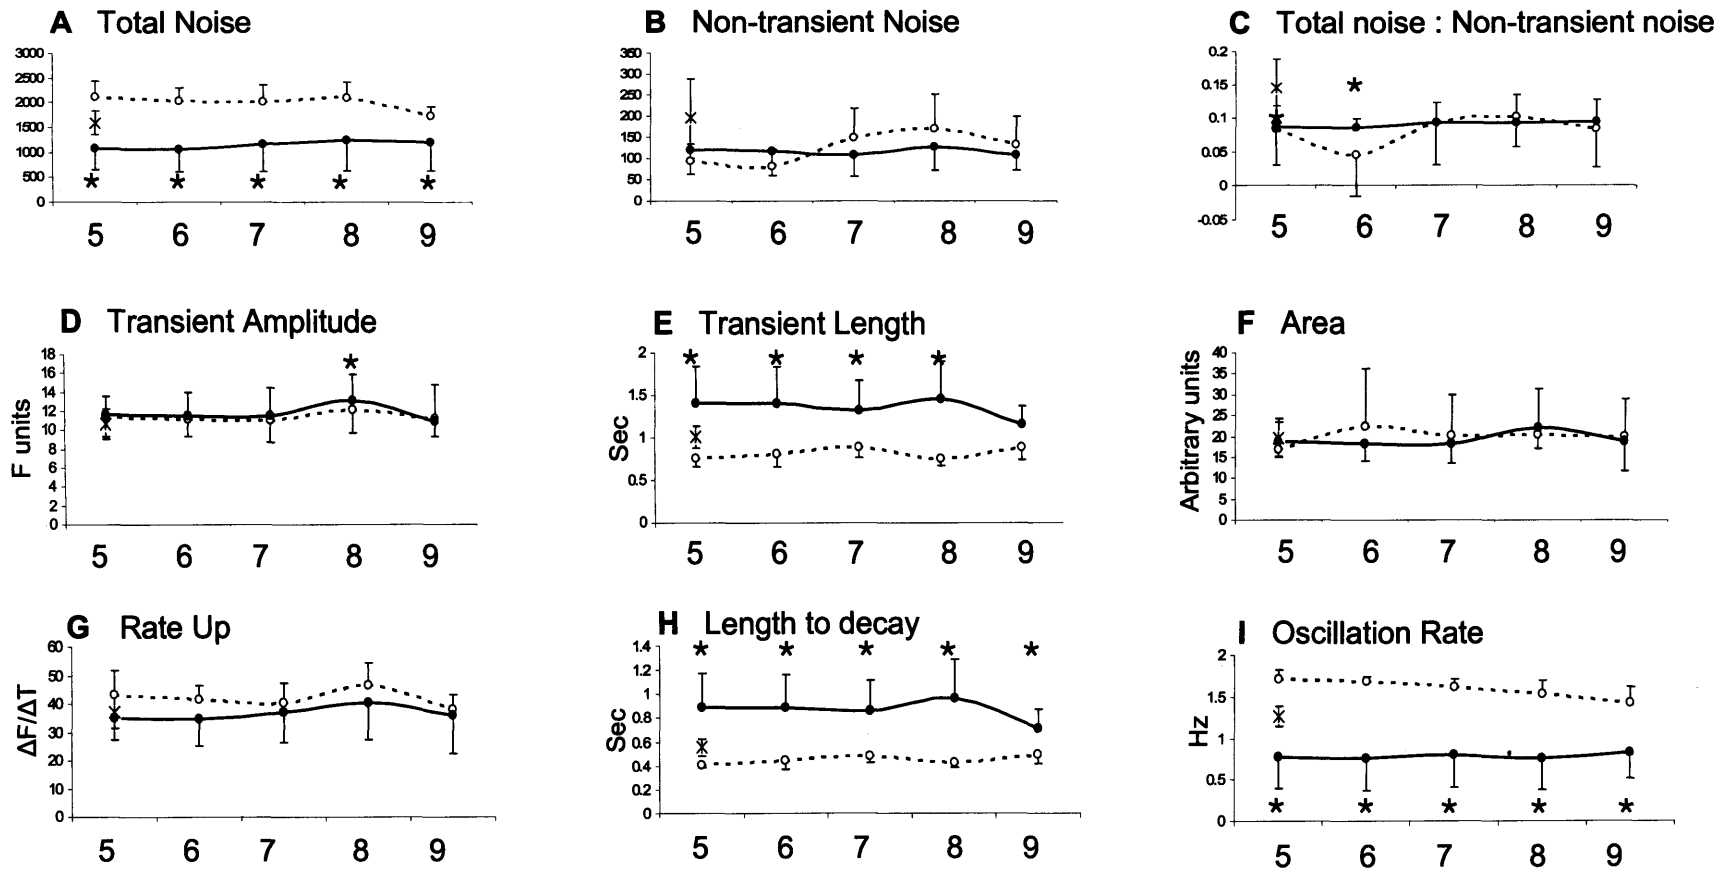 A Total Noise
3000
2500
2000
1500
1000
500
0
5 6 7 8 9
B Non-transient Noise
350
300
250
200
150
100
50
0
5 6 7 8 9
C Total noise : Non-transient noise
0.2
0.15
0.1
0.05
0
-0.05
5 6 7 8 9
D Transient Amplitude
F units
18
16
14
12
10
8
6
4
2
0
5 6 7 8 9
E Transient Length
Sec
2
1.5
1
0.5
0
5 6 7 8 9
F Area
Arbitrary units
40
35
30
25
20
15
10
5
0
5 6 7 8 9
G Rate Up
ΔF/ΔT
60
50
40
30
20
10
0
5 6 7 8 9
H Length to decay
Sec
1.4
1.2
1
0.8
0.6
0.4
0.2
0
5 6 7 8 9
I Oscillation Rate
Hz
2
1.5
1
0.5
0
5 6 7 8 9